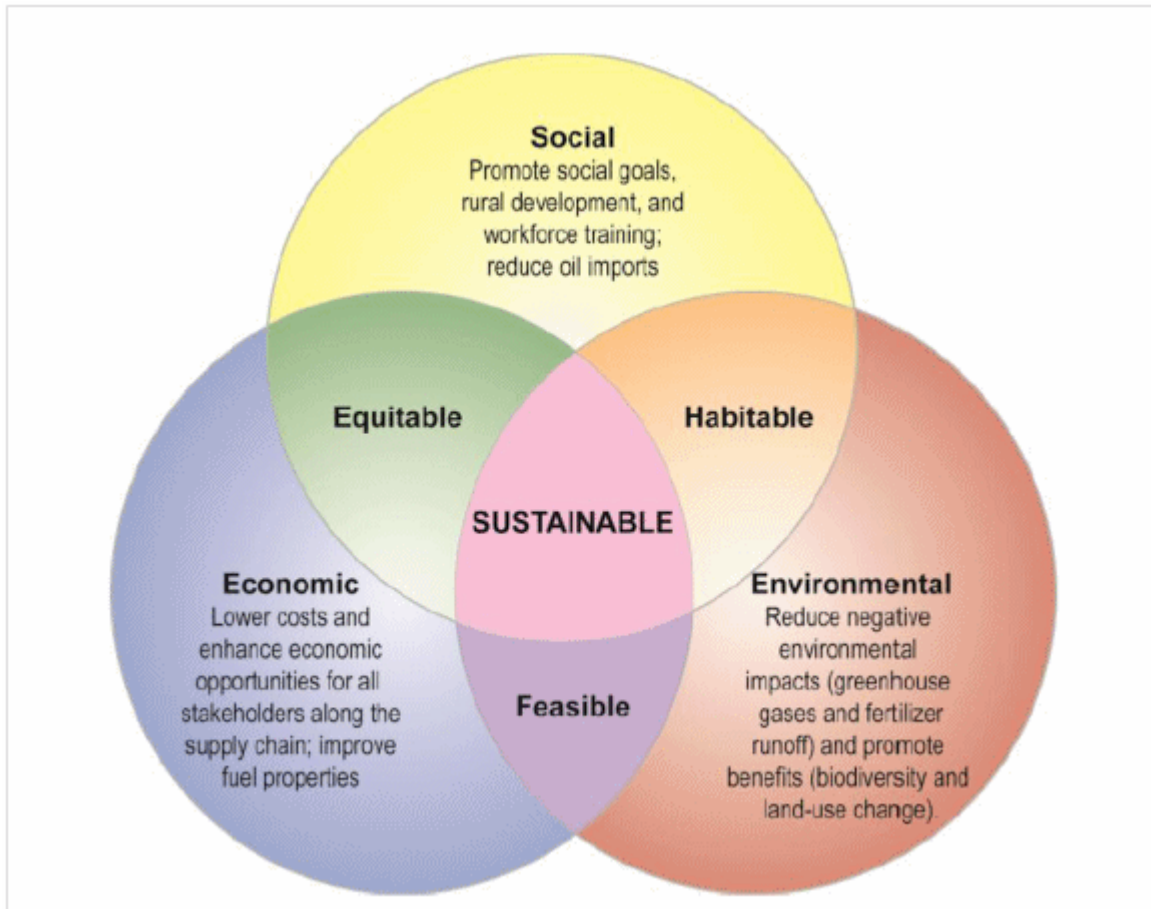 Social
Promote social goals,
rural development, and
workforce training;
reduce oil imports
Equitable
Habitable
SUSTAINABLE
Economic
Lower costs and
enhance economic
opportunities for all
stakeholders along the
supply chain; improve
fuel properties
Environmental
Reduce negative
environmental
impacts (greenhouse
gases and fertilizer
runoff) and promote
benefits (biodiversity and
land-use change).
Feasible